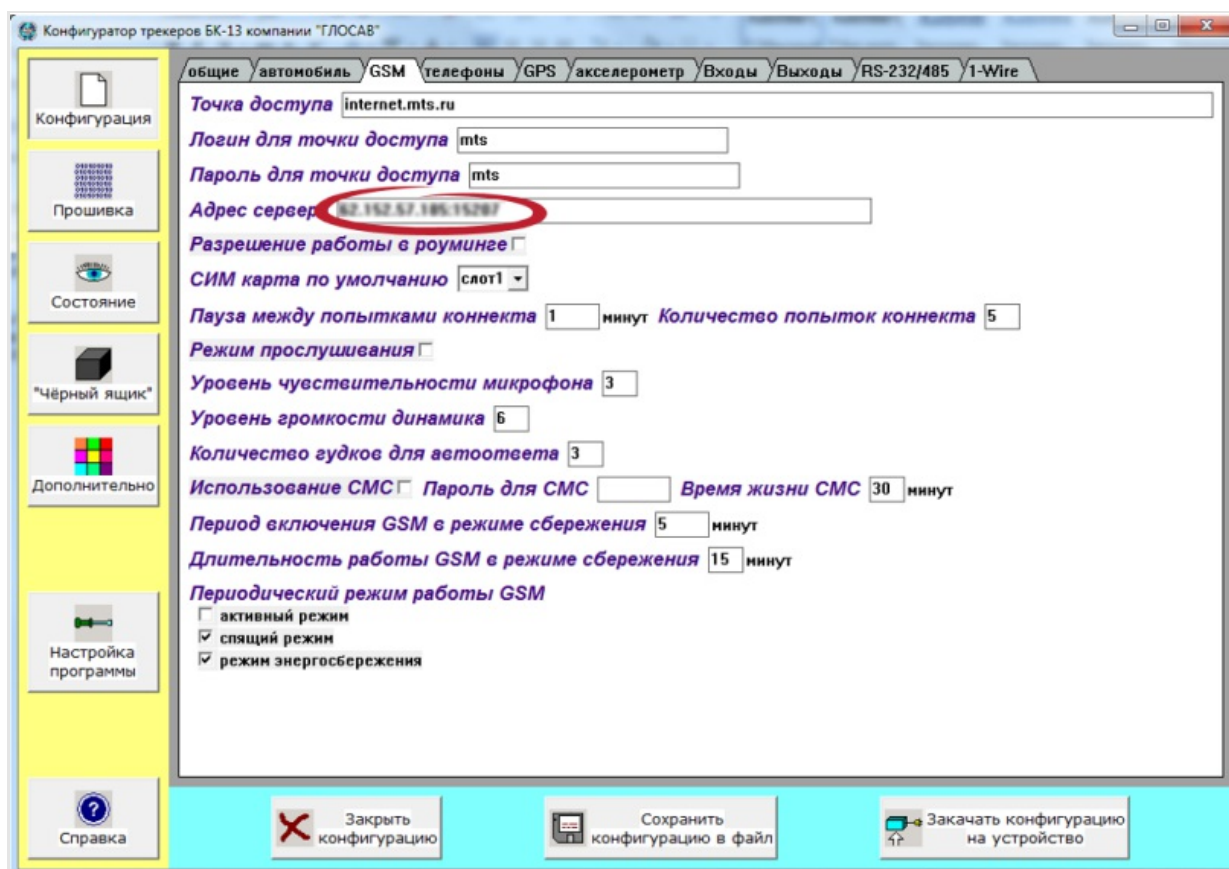 Конфигуратор трекеров БК-13 компании "ГЛОСАВ"
общие автомобиль GSM телефоны GPS акселерометр Входы Выходы RS-232/485 1-Wire
Конфигурация
Прошивка
Состояние
"Чёрный ящик"
Дополнительно
Настройка
программы
Справка
Точка доступа internet.mts.ru
Логин для точки доступа mts
Пароль для точки доступа mts
Адрес сервер
Разрешение работы в роуминге
СИМ карта по умолчанию слот1
Пауза между попытками коннекта 1 минут Количество попыток коннекта 5
Режим прослушивания
Уровень чувствительности микрофона 3
Уровень громкости динамика 6
Количество гудков для автоответа 3
Использование СМС Пароль для СМС Время жизни СМС 30 минут
Период включения GSM в режиме сбережения 5 минут
Длительность работы GSM в режиме сбережения 15 минут
Периодический режим работы GSM
активный режим
спящий режим
режим энергосбережения
Закрыть
конфигурацию
Сохранить
конфигурацию в файл
Закачать конфигурацию
на устройство